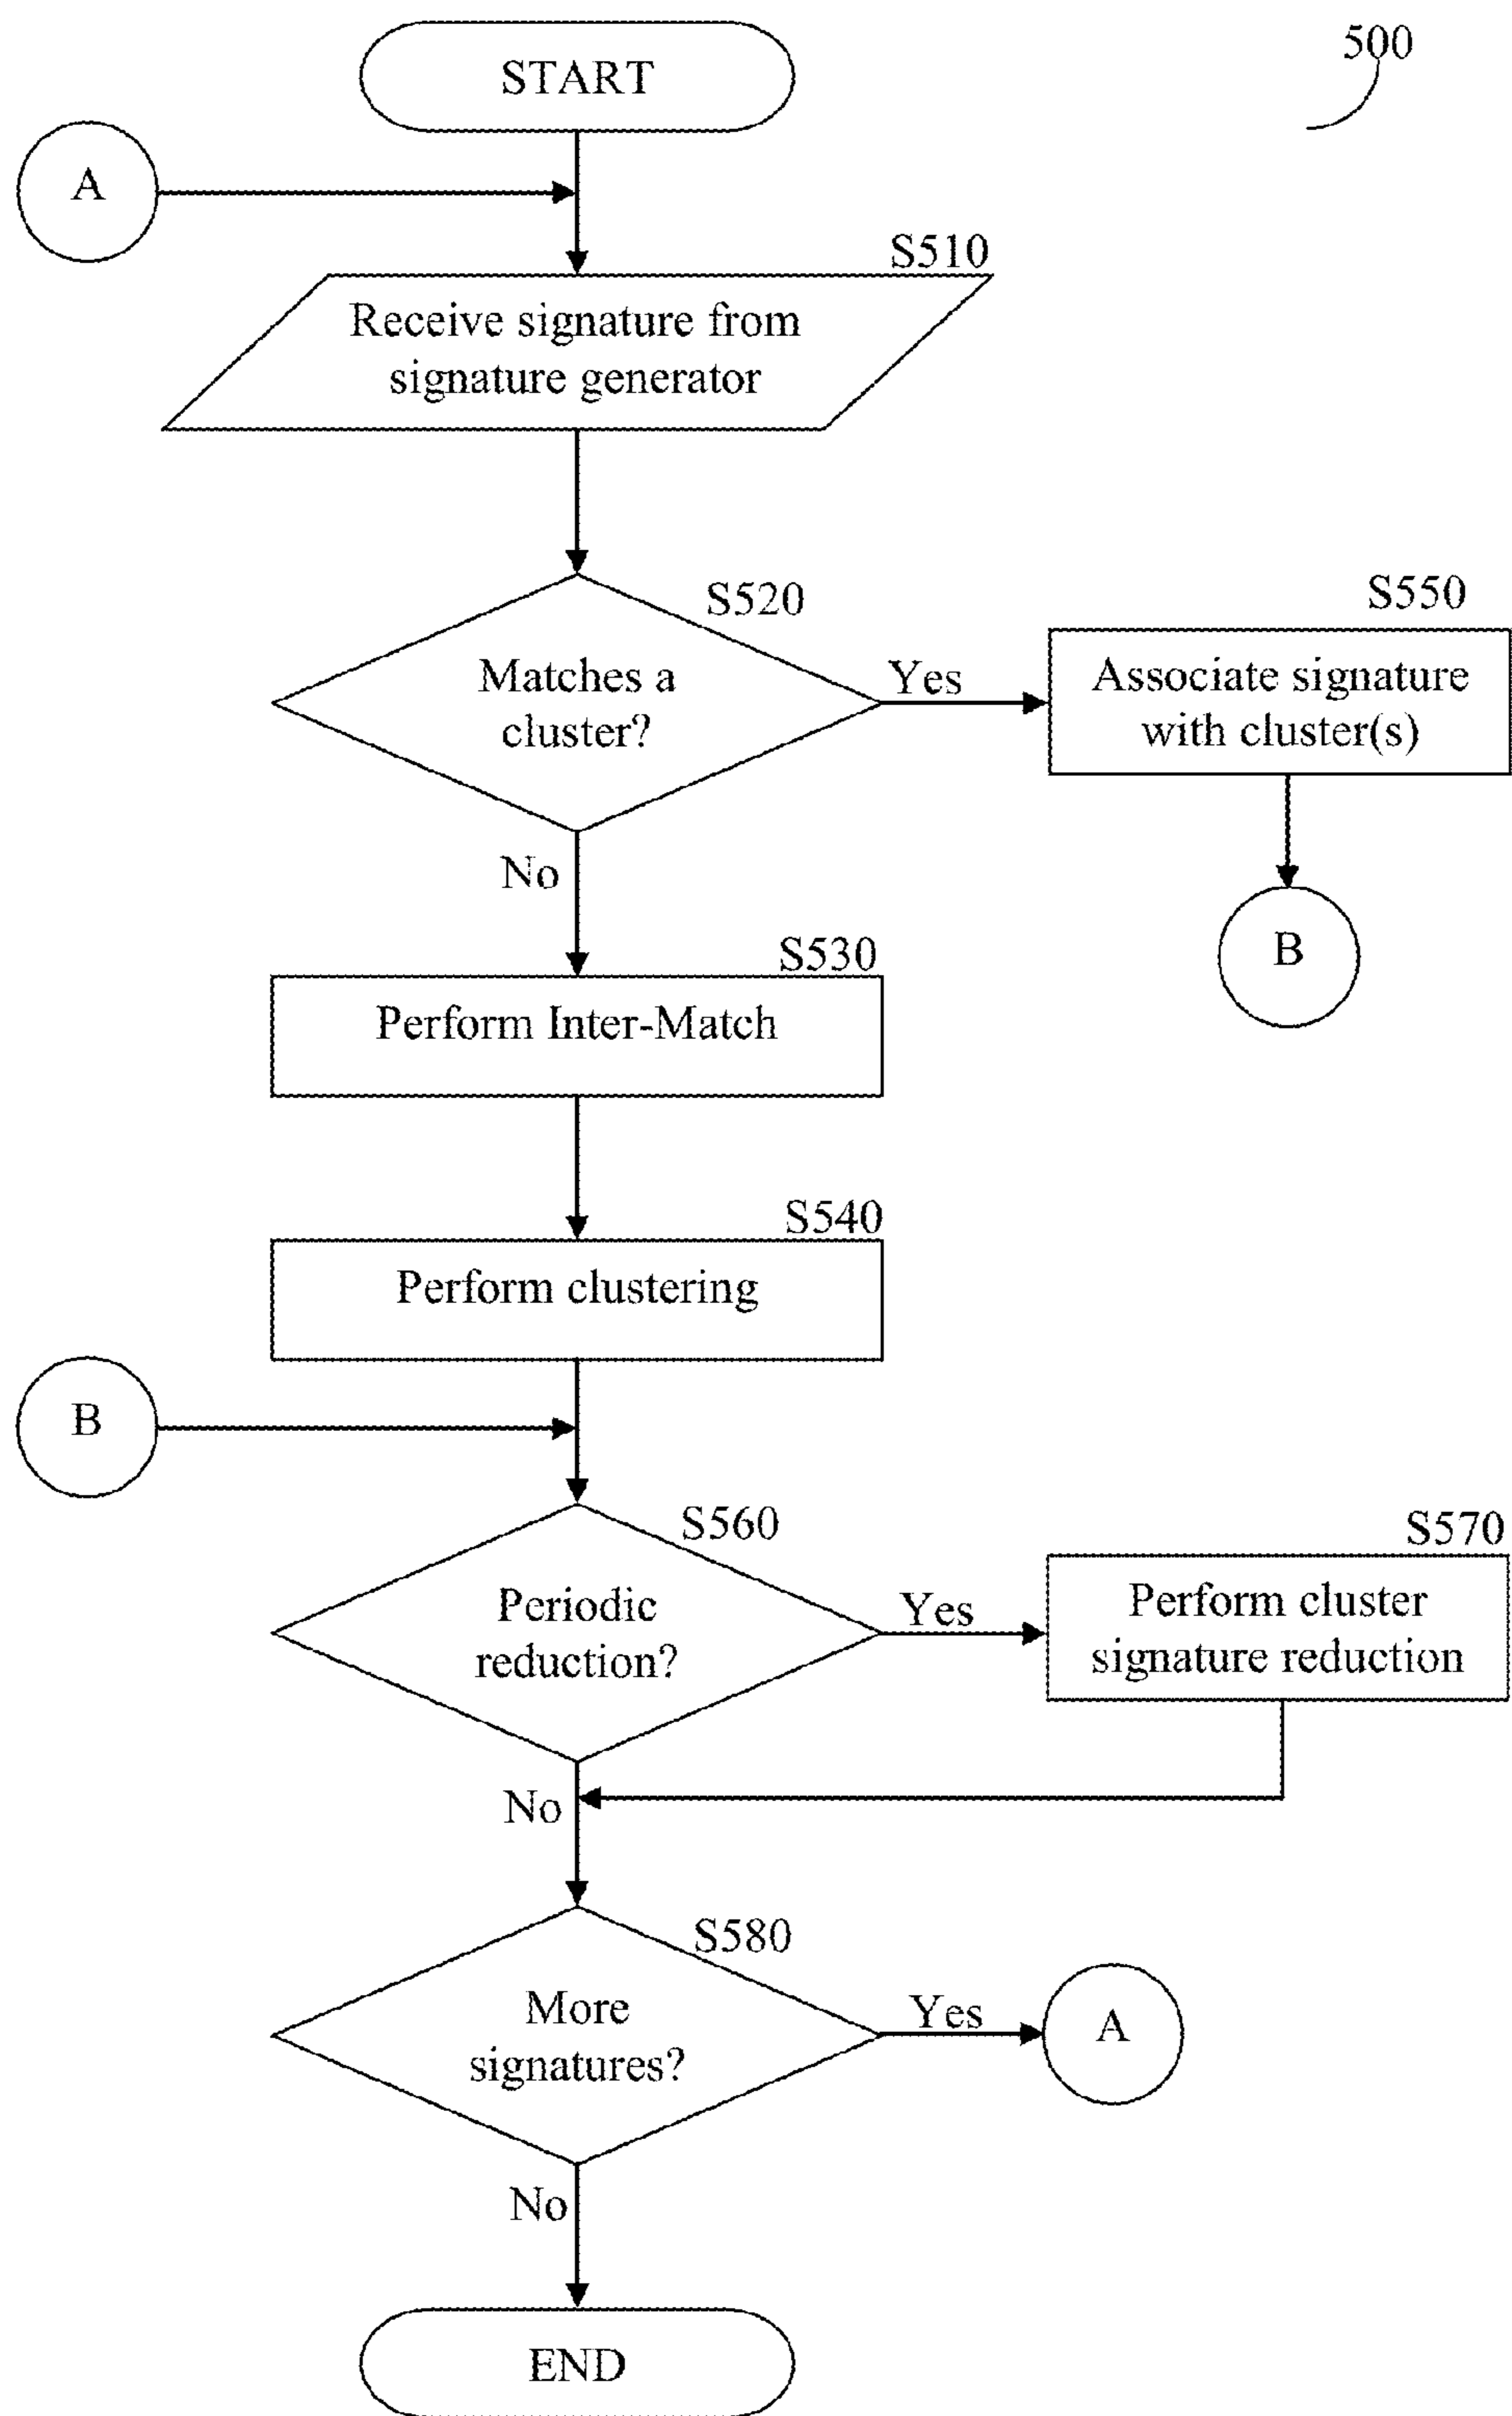 START
500
A
S510
Receive signature from
signature generator
S520
Matches a
cluster?
Yes
S550
Associate signature
with cluster(s)
No
B
S530
Perform Inter-Match
S540
Perform clustering
B
S560
Periodic
reduction?
Yes
S570
Perform cluster
signature reduction
No
S580
More
signatures?
Yes
A
No
END